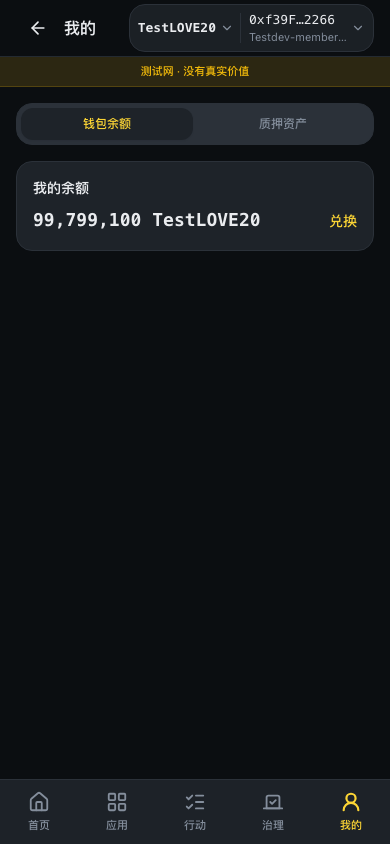 我的
TestLOVE20
0xf39F…2266
Testdev-member…
测试网 · 没有真实价值
钱包余额
质押资产
我的余额
99,799,100 TestLOVE20
兑换
首页
应用
行动
治理
我的